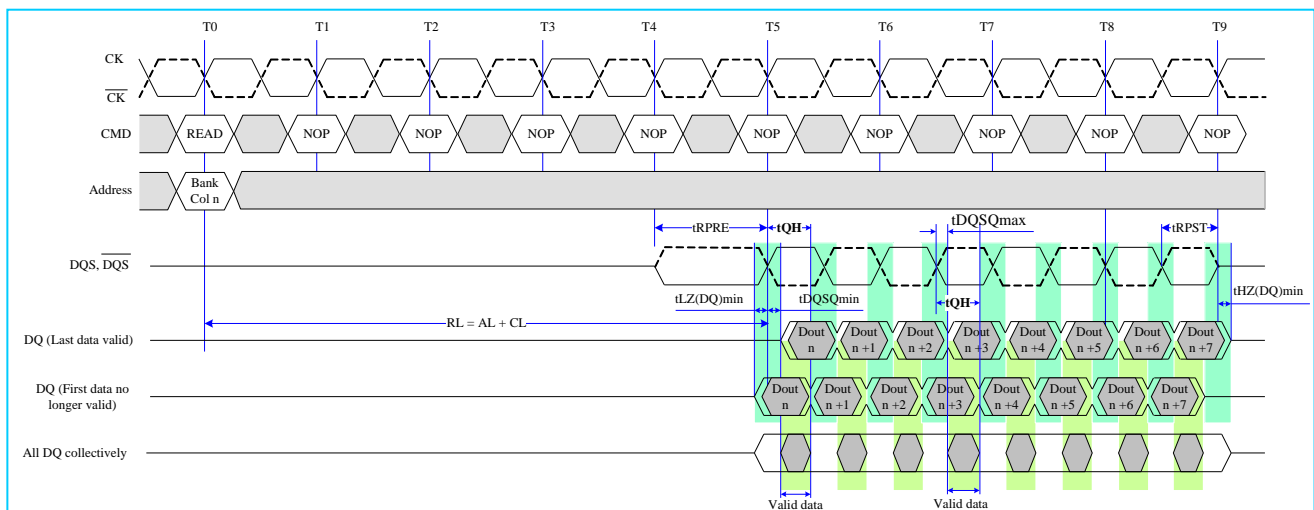 T0 T1 T2 T3 T4 T5 T6 T7 T8 T9
CK
CK
CMD READ NOP NOP NOP NOP NOP NOP NOP NOP NOP
Address Bank
Col n
tDQSQmax
tRPRE tQH tRPST
DQS, DQS
tLZ(DQ)min tDQSQmin tHZ(DQ)min
tQH
RL = AL + CL
DQ (Last data valid) Dout Dout Dout Dout Dout Dout Dout Dout
n n +1 n +2 n +3 n +4 n +5 n +6 n +7
DQ (First data no Dout Dout Dout Dout Dout Dout Dout Dout
longer valid) n n +1 n +2 n +3 n +4 n +5 n +6 n +7
All DQ collectively
Valid data Valid data